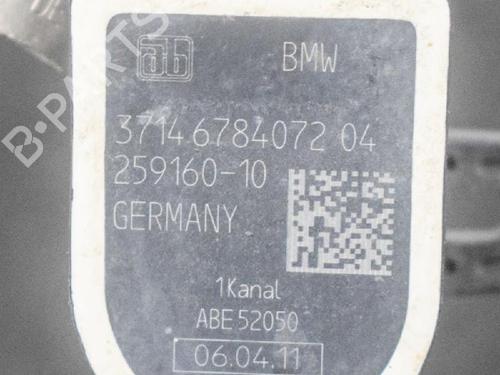 ab BMW
37146784072 04
259160-10
GERMANY
1Kanal
ABE 52050
06.04.11
B-PARTS